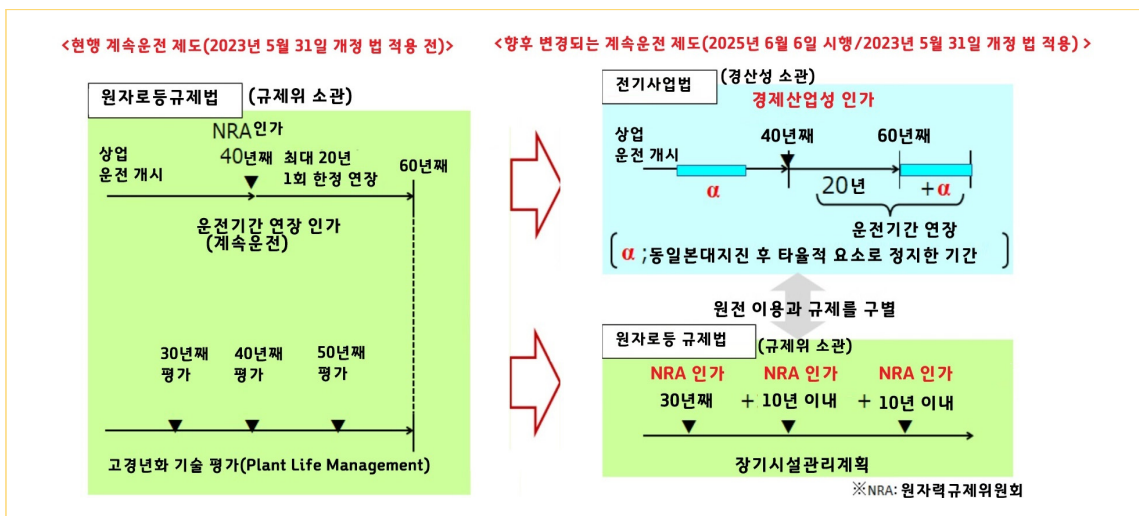 <현행 계속운전 제도(2023년 5월 31일 개정 법 적용 전)>
원자로등규제법 (규제위 소관)
NRA인가
상업
운전 개시
40년째
최대 20년
1회 한정 연장
60년째
운전기간 연장 인가
(계속운전)
30년째
평가
40년째
평가
50년째
평가
고경년화 기술 평가(Plant Life Management)
<향후 변경되는 계속운전 제도(2025년 6월 6일 시행/2023년 5월 31일 개정 법 적용) >
전기사업법 (경산성 소관)
경제산업성 인가
상업
운전 개시
40년째
60년째
α
20년
+α
운전기간 연장
α ;동일본대지진 후 타율적 요소로 정지한 기간
원전 이용과 규제를 구별
원자로등 규제법 (규제위 소관)
NRA 인가 NRA 인가 NRA 인가
30년째 + 10년 이내 + 10년 이내
장기시설관리계획
※NRA: 원자력규제위원회